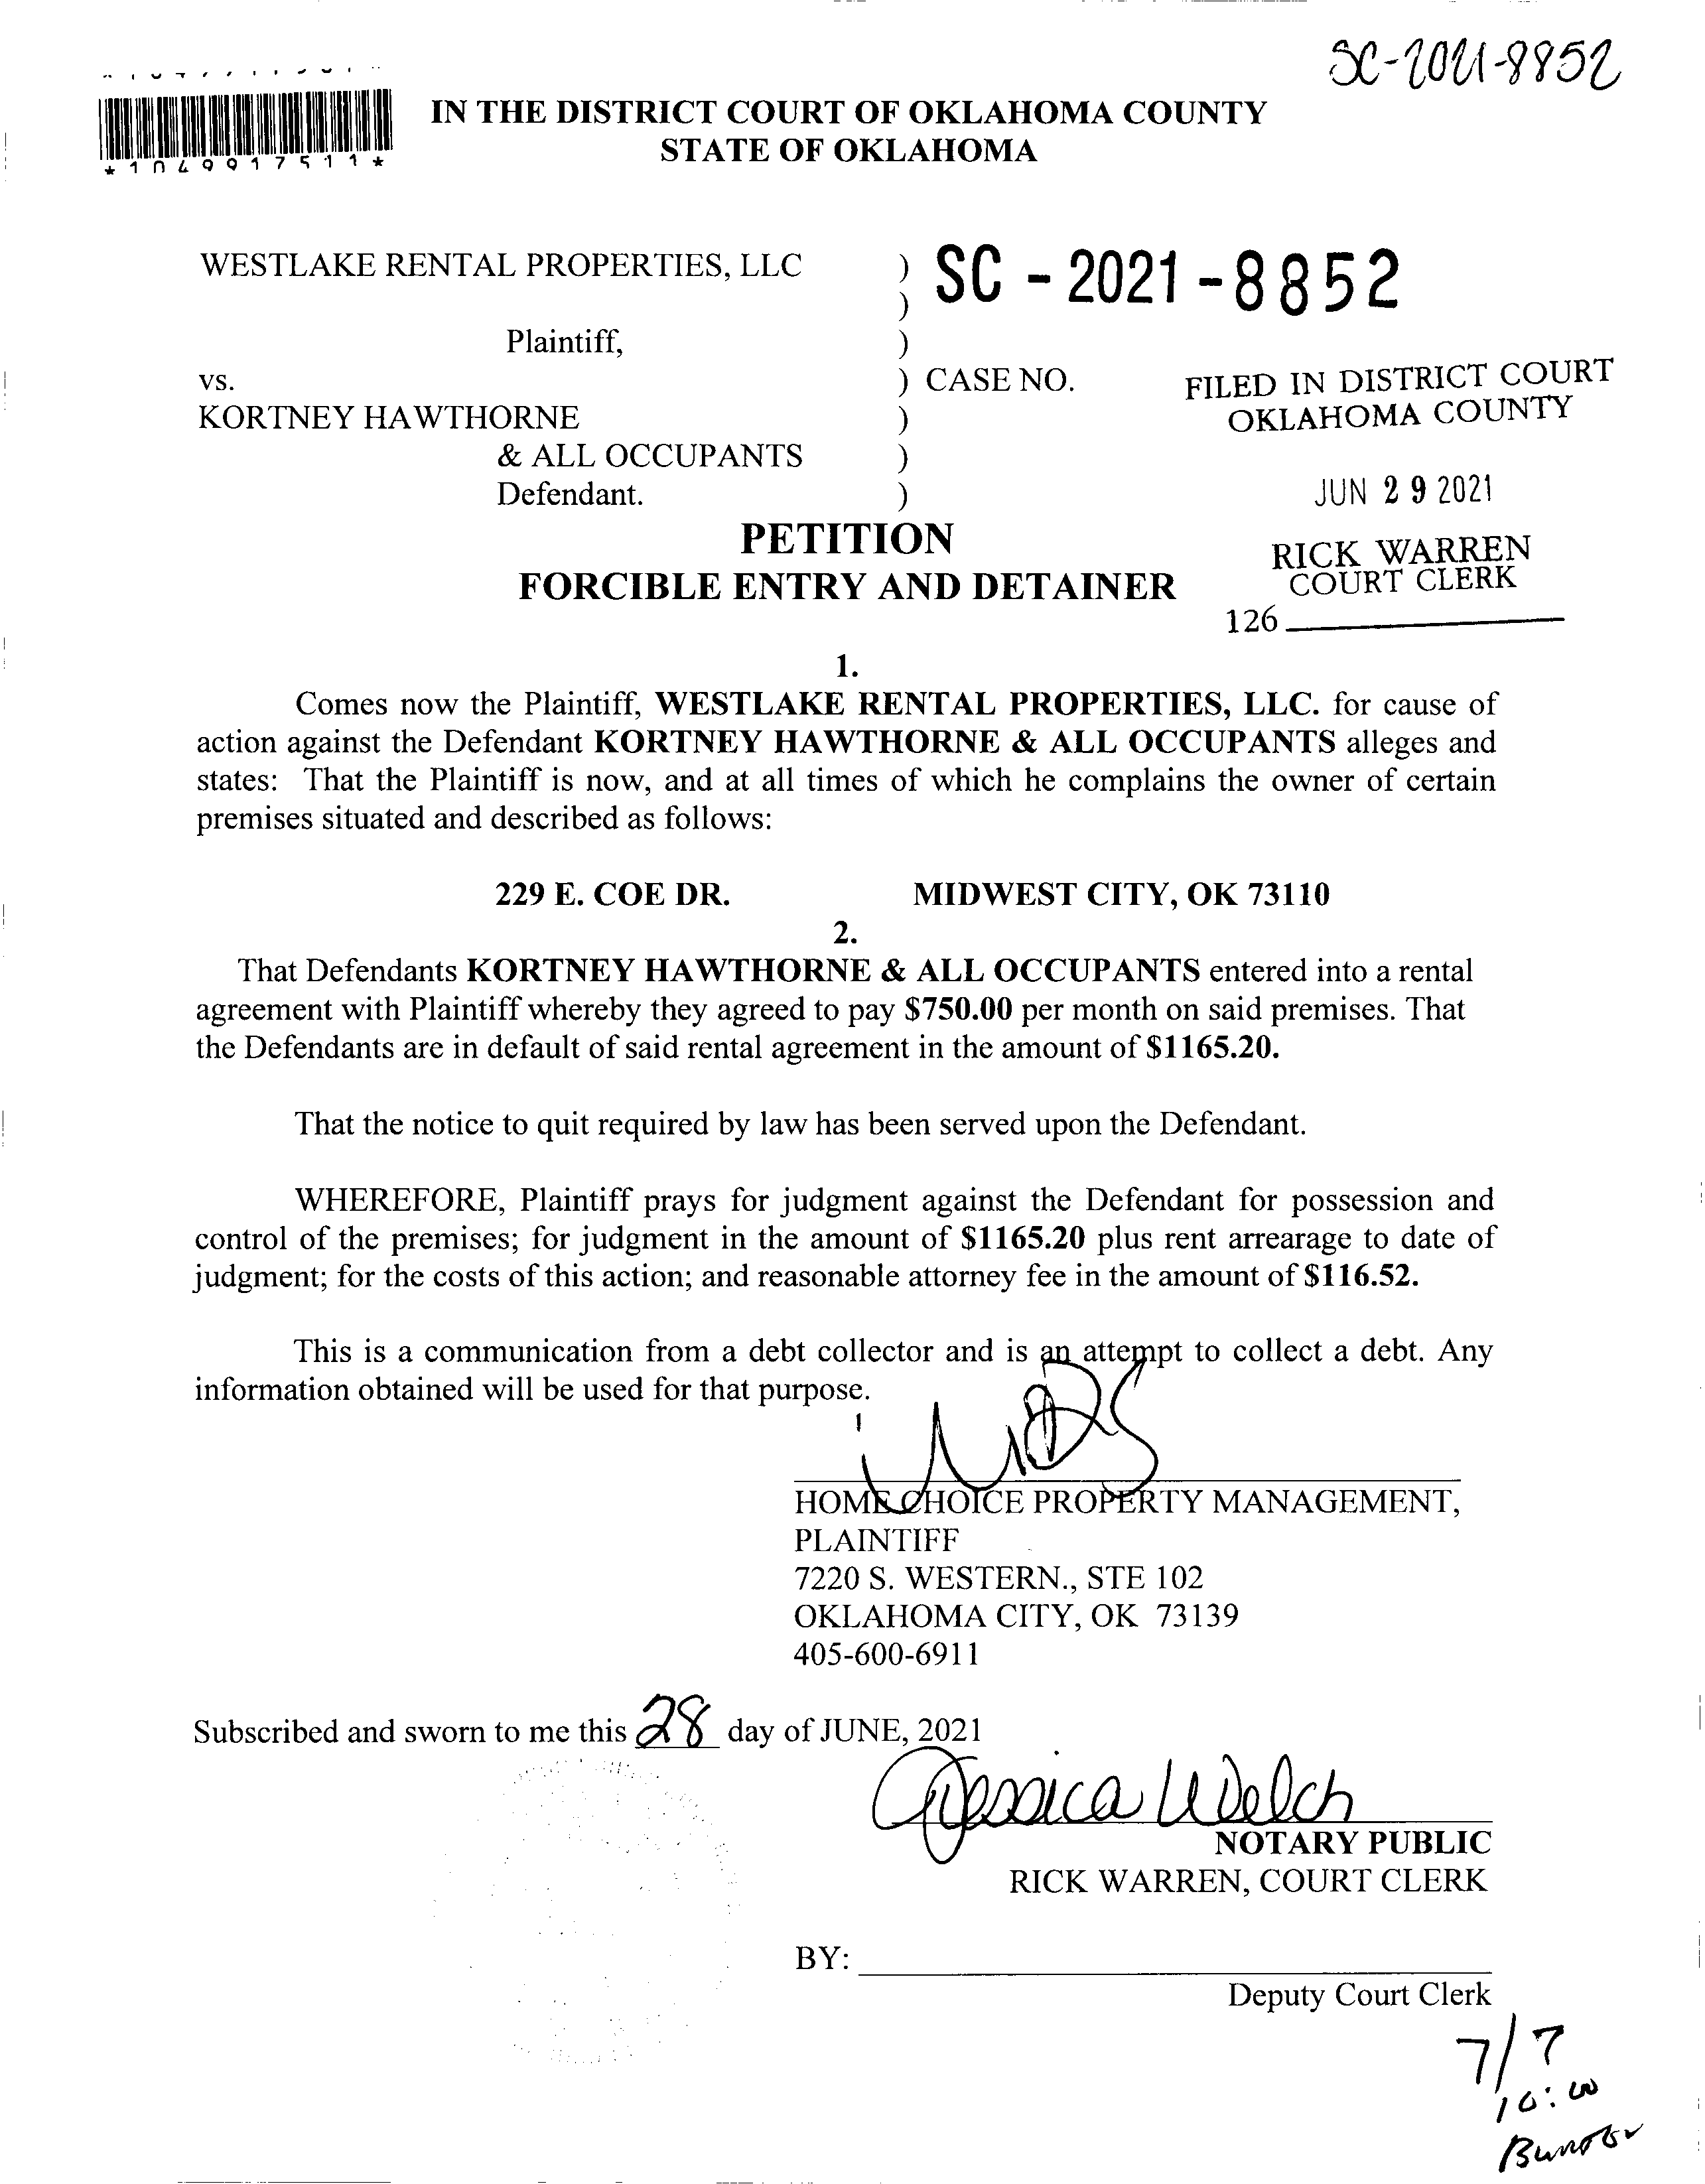 SC-2021-8852
*1049917511*
IN THE DISTRICT COURT OF OKLAHOMA COUNTY
STATE OF OKLAHOMA
WESTLAKE RENTAL PROPERTIES, LLC ) SC - 2021 - 8852
)
Plaintiff, )
vs. ) CASE NO. FILED IN DISTRICT COURT
KORTNEY HAWTHORNE ) OKLAHOMA COUNTY
& ALL OCCUPANTS )
Defendant. ) JUN 29 2021
PETITION
RICK WARREN
FORCIBLE ENTRY AND DETAINER COURT CLERK
126
1.
Comes now the Plaintiff, WESTLAKE RENTAL PROPERTIES, LLC. for cause of
action against the Defendant KORTNEY HAWTHORNE & ALL OCCUPANTS alleges and
states: That the Plaintiff is now, and at all times of which he complains the owner of certain
premises situated and described as follows:
229 E. COE DR. MIDWEST CITY, OK 73110
2.
That Defendants KORTNEY HAWTHORNE & ALL OCCUPANTS entered into a rental
agreement with Plaintiff whereby they agreed to pay $750.00 per month on said premises. That
the Defendants are in default of said rental agreement in the amount of $1165.20.
That the notice to quit required by law has been served upon the Defendant.
WHEREFORE, Plaintiff prays for judgment against the Defendant for possession and
control of the premises; for judgment in the amount of $1165.20 plus rent arrearage to date of
judgment; for the costs of this action; and reasonable attorney fee in the amount of $116.52.
This is a communication from a debt collector and is an attempt to collect a debt. Any
information obtained will be used for that purpose.
HOME CHOICE PROPERTY MANAGEMENT,
PLAINTIFF
7220 S. WESTERN., STE 102
OKLAHOMA CITY, OK 73139
405-600-6911
Subscribed and sworn to me this 28 day of JUNE, 2021
Jessica Welch
NOTARY PUBLIC
RICK WARREN, COURT CLERK
BY:
Deputy Court Clerk
7/7
10:00